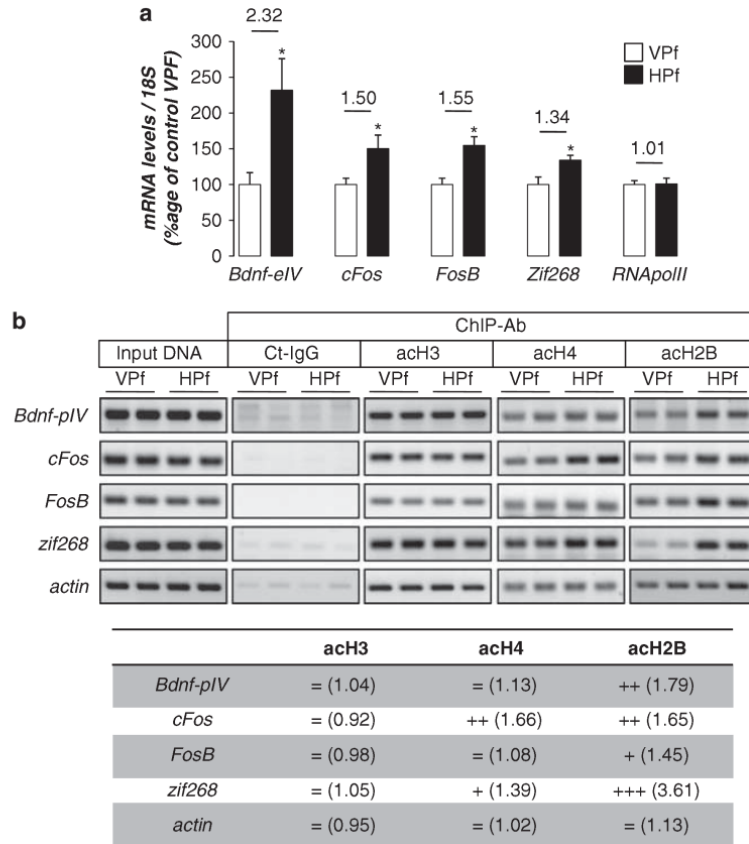 a
2.32
1.50
1.55
1.34
1.01
* * * *
VPf
HPf
mRNA levels / 18S
(%age of control VPF)
300
250
200
150
100
50
0
Bdnf-eIV cFos FosB Zif268 RNApolII
b
ChIP-Ab
Input DNA Ct-IgG acH3 acH4 acH2B
VPf HPf VPf HPf VPf HPf VPf HPf VPf HPf
Bdnf-pIV
cFos
FosB
zif268
actin
acH3 acH4 acH2B
Bdnf-pIV = (1.04) = (1.13) ++ (1.79)
cFos = (0.92) ++ (1.66) ++ (1.65)
FosB = (0.98) = (1.08) + (1.45)
zif268 = (1.05) + (1.39) +++ (3.61)
actin = (0.95) = (1.02) = (1.13)